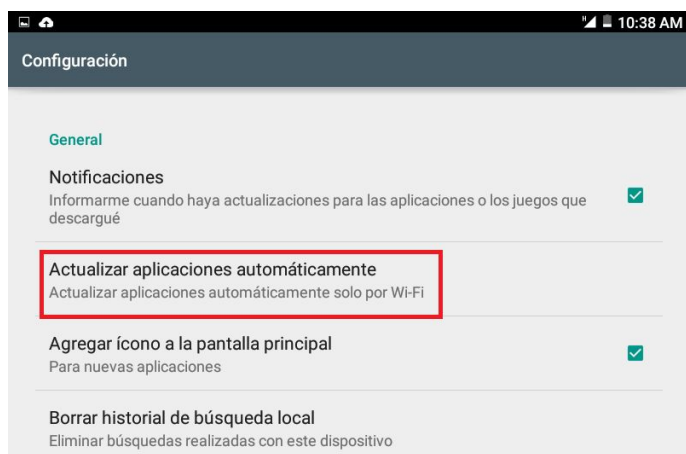 H 10:38 AM
Configuración
General
Notificaciones
Informarme cuando haya actualizaciones para las aplicaciones o los juegos que
descargué
Actualizar aplicaciones automáticamente
Actualizar aplicaciones automáticamente solo por Wi-Fi
Agregar ícono a la pantalla principal
Para nuevas aplicaciones
Borrar historial de búsqueda local
Eliminar búsquedas realizadas con este dispositivo